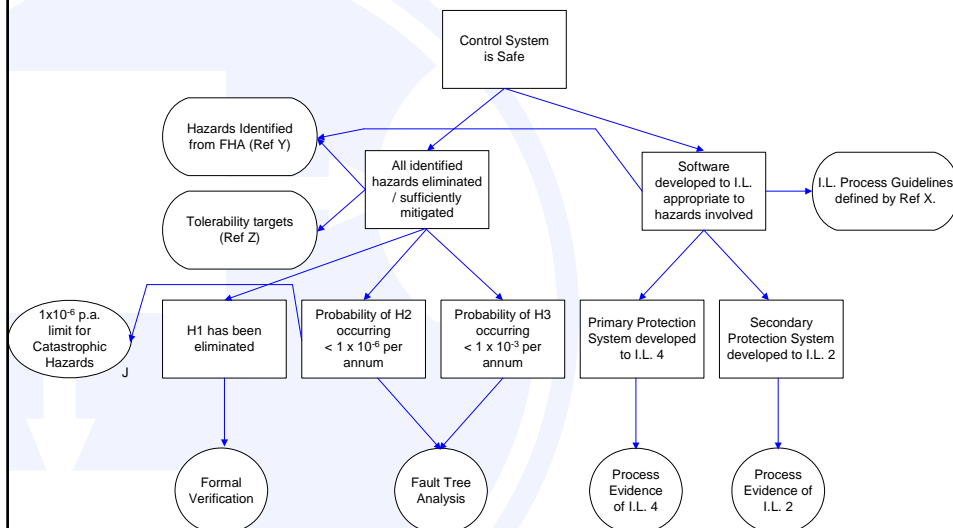 Control System
is Safe
Hazards Identified
from FHA (Ref Y)
Tolerability targets
(Ref Z)
All identified
hazards eliminated
/ sufficiently
mitigated
Software
developed to I.L.
appropriate to
hazards involved
I.L. Process Guidelines
defined by Ref X.
1x10⁻⁶ p.a.
limit for
Catastrophic
Hazards
J
H1 has been
eliminated
Probability of H2
occurring
< 1 x 10⁻⁶ per
annum
Probability of H3
occurring
< 1 x 10⁻³ per
annum
Primary Protection
System developed
to I.L. 4
Secondary
Protection System
developed to I.L. 2
Formal
Verification
Fault Tree
Analysis
Process
Evidence
of I.L. 4
Process
Evidence of
I.L. 2